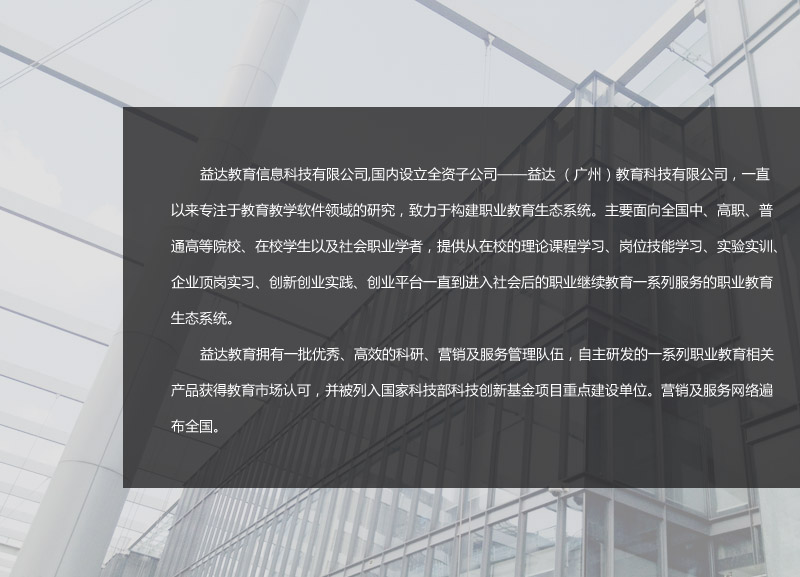 益达教育信息科技有限公司,国内设立全资子公司——益达（广州）教育科技有限公司，一直
以来专注于教育教学软件领域的研究，致力于构建职业教育生态系统。主要面向全国中、高职、普
通高等院校、在校学生以及社会职业学者，提供从在校的理论课程学习、岗位技能学习、实验实训、
企业顶岗实习、创新创业实践、创业平台一直到进入社会后的职业继续教育一系列服务的职业教育
生态系统。
益达教育拥有一批优秀、高效的科研、营销及服务管理队伍，自主研发的一系列职业教育相关
产品获得教育市场认可，并被列入国家科技部科技创新基金项目重点建设单位。营销及服务网络遍
布全国。